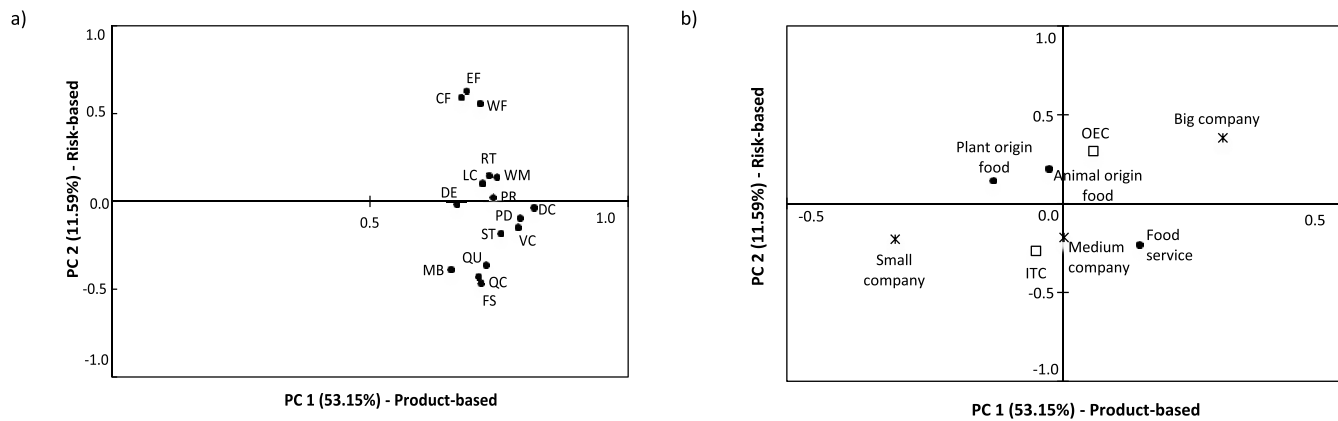 a)
1.0
0.5
0.0
-0.5
-1.0
PC 2 (11.59%) - Risk-based
EF
CF
WF
RT
LC
WM
DE
PR
PD
DC
ST
VC
QU
MB
QC
FS
0.5
1.0
PC 1 (53.15%) - Product-based
b)
1.0
0.5
0.0
-0.5
-1.0
PC 2 (11.59%) - Risk-based
Big company
OEC
Plant origin
food
Animal origin
food
-0.5
0.5
Small
company
ITC
Medium
company
Food
service
PC 1 (53.15%) - Product-based